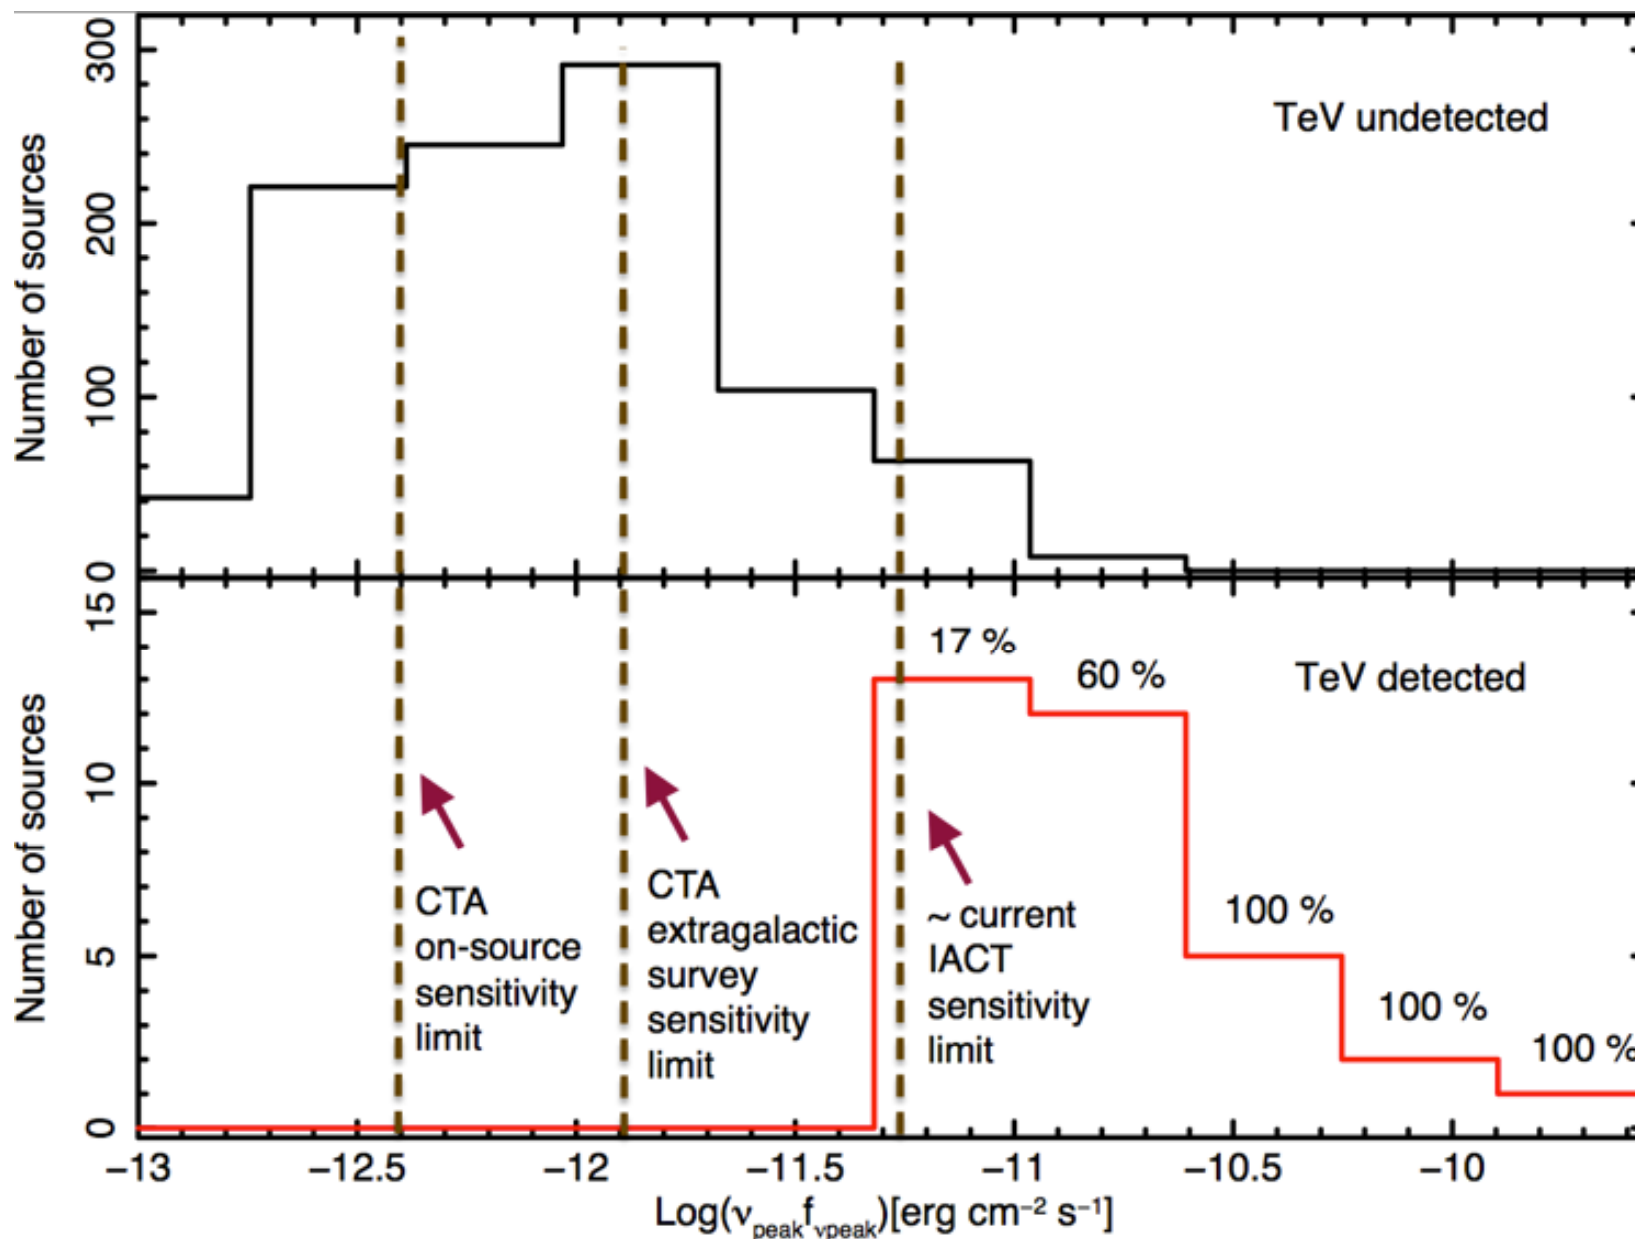 300
200
100
0
Number of sources
TeV undetected
15
10
5
0
Number of sources
17 %
60 %
TeV detected
100 %
100 %
100 %
CTA
on-source
sensitivity
limit
CTA
extragalactic
survey
sensitivity
limit
~ current
IACT
sensitivity
limit
−13
−12.5
−12
−11.5
−11
−10.5
−10
Log(νpeakfνpeak)[erg cm−2 s−1]